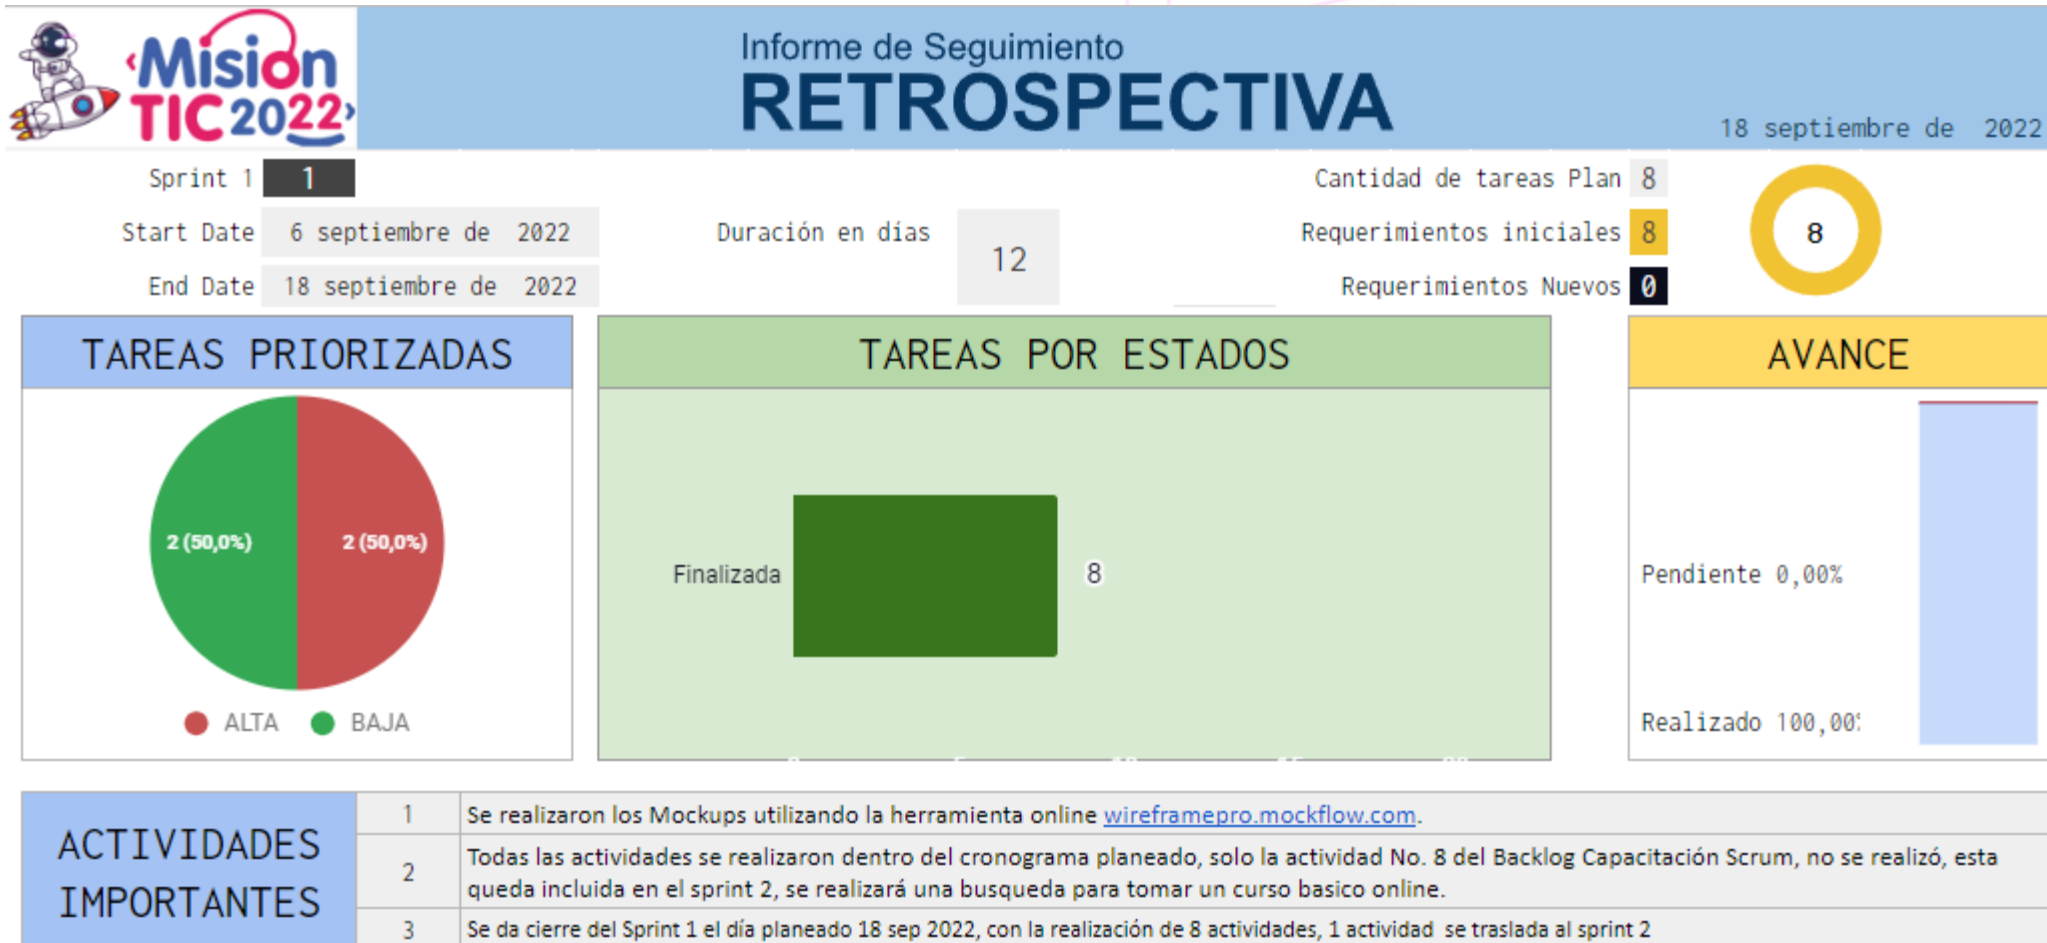 ‹Misión
TIC 2022›
Informe de Seguimiento
RETROSPECTIVA
18 septiembre de 2022
Sprint 1 1
Cantidad de tareas Plan 8
Start Date 6 septiembre de 2022
Duración en días 12
Requerimientos iniciales 8
8
End Date 18 septiembre de 2022
Requerimientos Nuevos 0
TAREAS PRIORIZADAS
2 (50,0%) 2 (50,0%)
ALTA BAJA
TAREAS POR ESTADOS
Finalizada 8
AVANCE
Pendiente 0,00%
Realizado 100,00
ACTIVIDADES
IMPORTANTES
1 Se realizaron los Mockups utilizando la herramienta online wireframepro.mockflow.com.
2 Todas las actividades se realizaron dentro del cronograma planeado, solo la actividad No. 8 del Backlog Capacitación Scrum, no se realizó, esta
queda incluida en el sprint 2, se realizará una busqueda para tomar un curso basico online.
3 Se da cierre del Sprint 1 el día planeado 18 sep 2022, con la realización de 8 actividades, 1 actividad se traslada al sprint 2